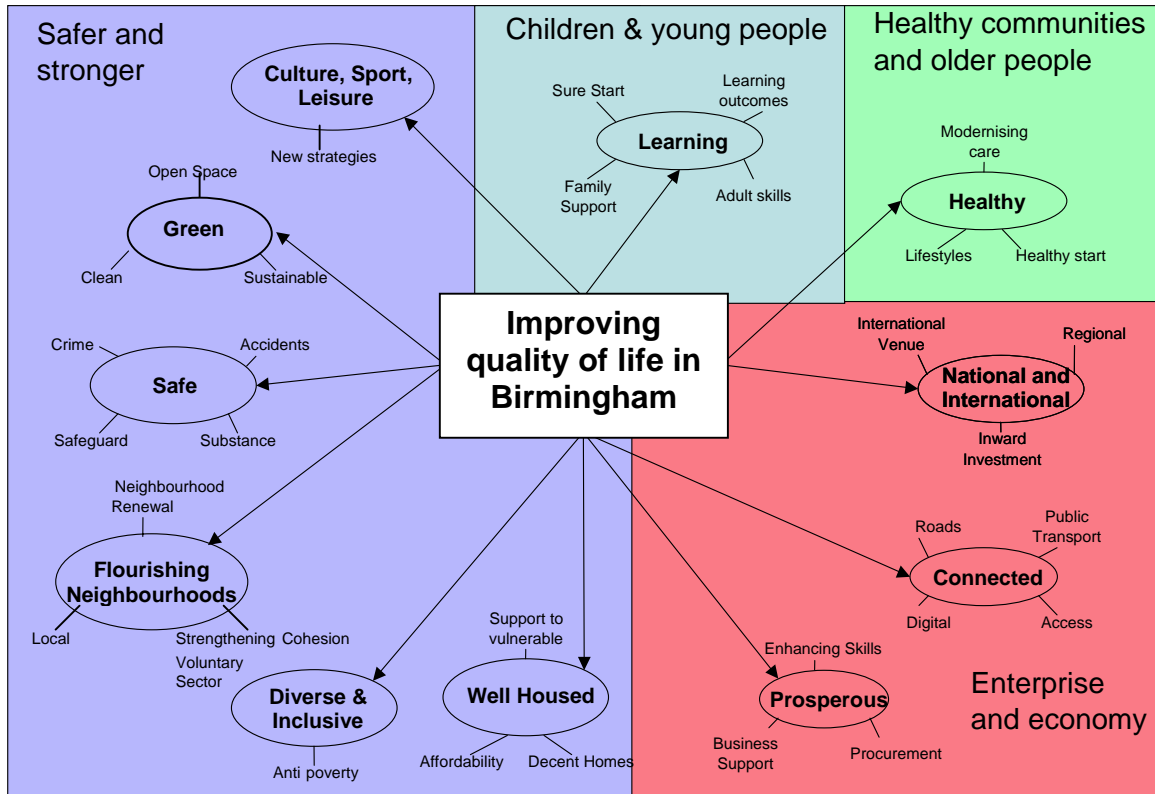 Safer and
stronger
Culture, Sport,
Leisure
New strategies
Open Space
Green
Clean
Sustainable
Crime
Accidents
Safe
Safeguard
Substance
Neighbourhood
Renewal
Flourishing
Neighbourhoods
Local
Strengthening Cohesion
Voluntary
Sector
Diverse &
Inclusive
Anti poverty
Support to
vulnerable
Well Housed
Affordability
Decent Homes
Children & young people
Sure Start
Learning
outcomes
Learning
Family
Support
Adult skills
Improving
quality of life in
Birmingham
Healthy communities
and older people
Modernising
care
Healthy
Lifestyles
Healthy start
International
Venue
Regional
National and
International
Inward
Investment
Roads
Public
Transport
Connected
Digital
Access
Enhancing Skills
Prosperous
Business
Support
Procurement
Enterprise
and economy